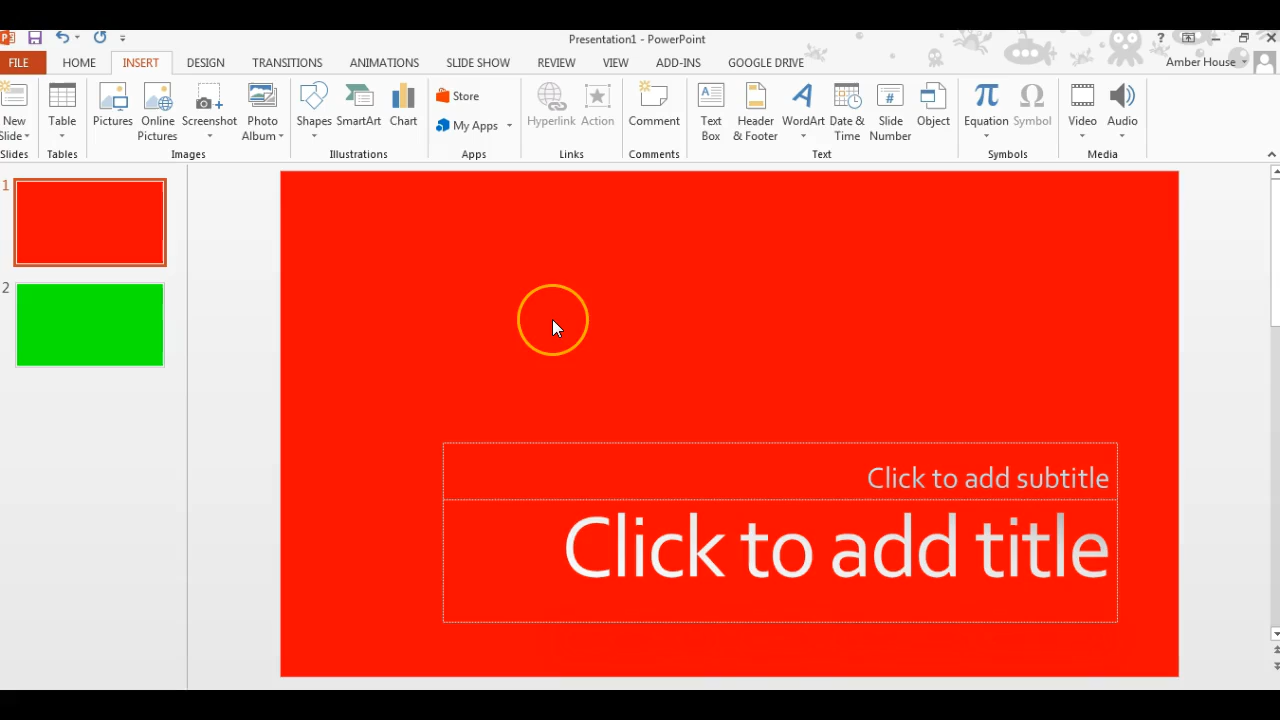 Presentation1 - PowerPoint
?
FILE HOME INSERT DESIGN TRANSITIONS ANIMATIONS SLIDE SHOW REVIEW VIEW ADD-INS GOOGLE DRIVE Amber House
New Slide
Table
Pictures
Online Pictures
Screenshot
Photo Album
Shapes
SmartArt
Chart
Store
My Apps
Hyperlink
Action
Comment
Text Box
Header & Footer
WordArt
Date & Time
Slide Number
Object
Equation
Symbol
Video
Audio
Slides Tables Images Illustrations Apps Links Comments Text Symbols Media
1
2
Click to add subtitle
Click to add title